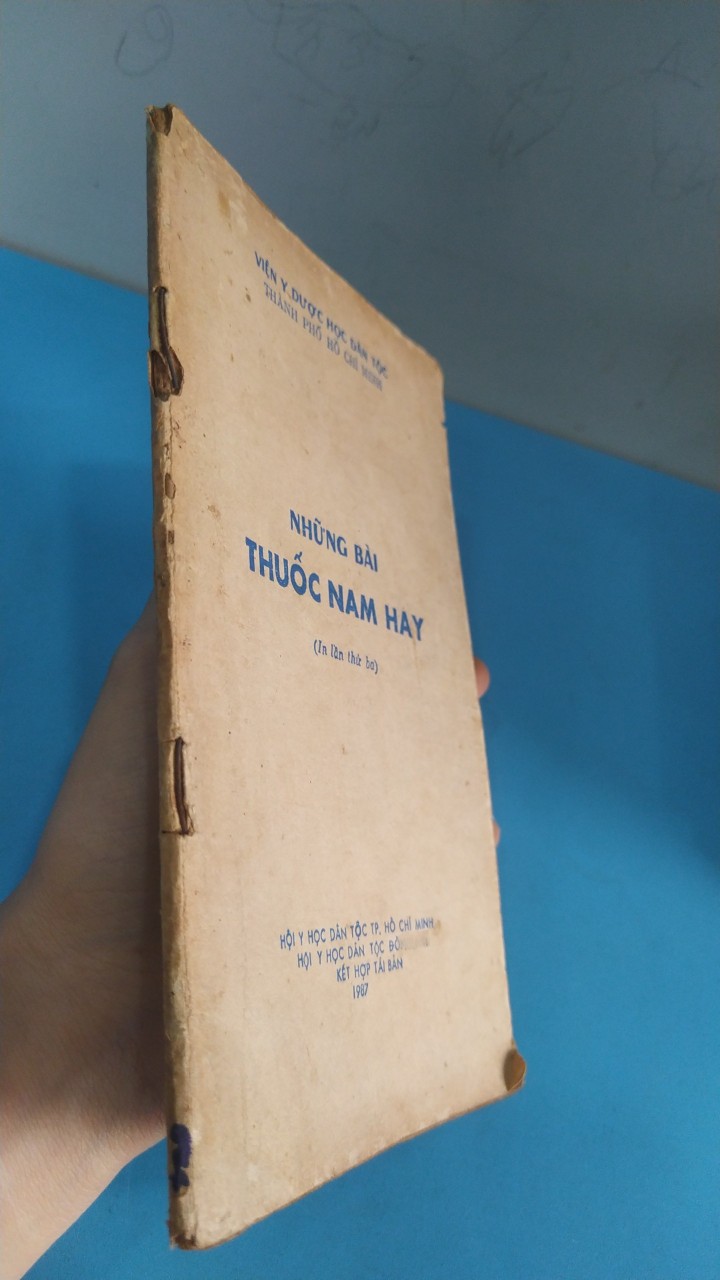 VIỆN Y DƯỢC HỌC DÂN TỘC
THÀNH PHỐ HỒ CHÍ MINH
NHỮNG BÀI
THUỐC NAM HAY
(In lần thứ ba)
HỘI Y HỌC DÂN TỘC TP. HỒ CHÍ MINH
HỘI Y HỌC DÂN TỘC
KẾT HỢP TÁI BẢN
1987